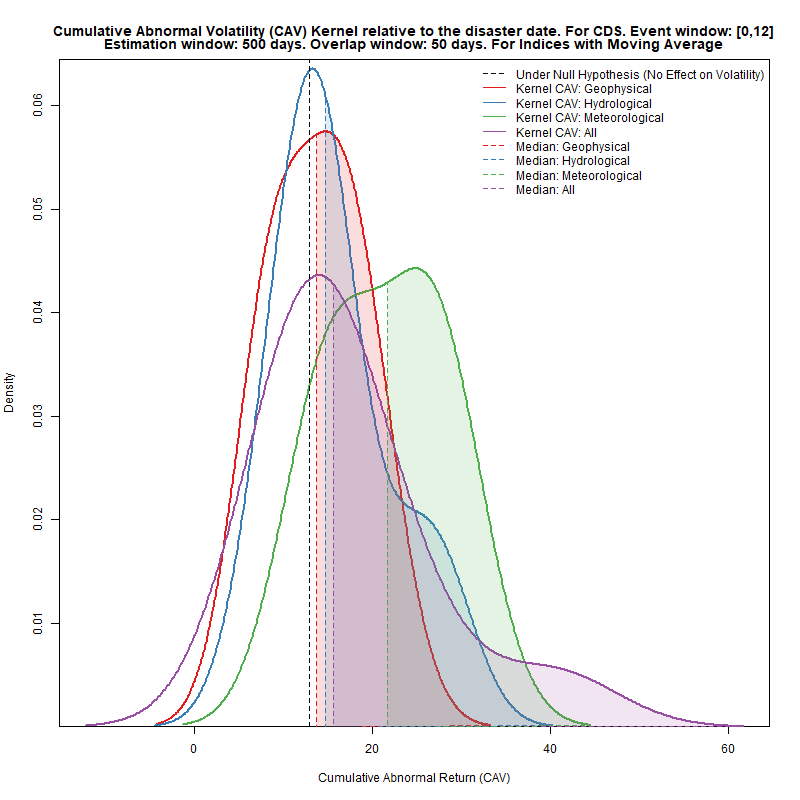 Cumulative Abnormal Volatility (CAV) Kernel relative to the disaster date. For CDS. Event window: [0,12]
Estimation window: 500 days. Overlap window: 50 days. For Indices with Moving Average
Under Null Hypothesis (No Effect on Volatility)
Kernel CAV: Geophysical
Kernel CAV: Hydrological
Kernel CAV: Meteorological
Kernel CAV: All
Median: Geophysical
Median: Hydrological
Median: Meteorological
Median: All
0.06
0.05
0.04
0.03
0.02
0.01
Density
0 20 40 60
Cumulative Abnormal Return (CAV)